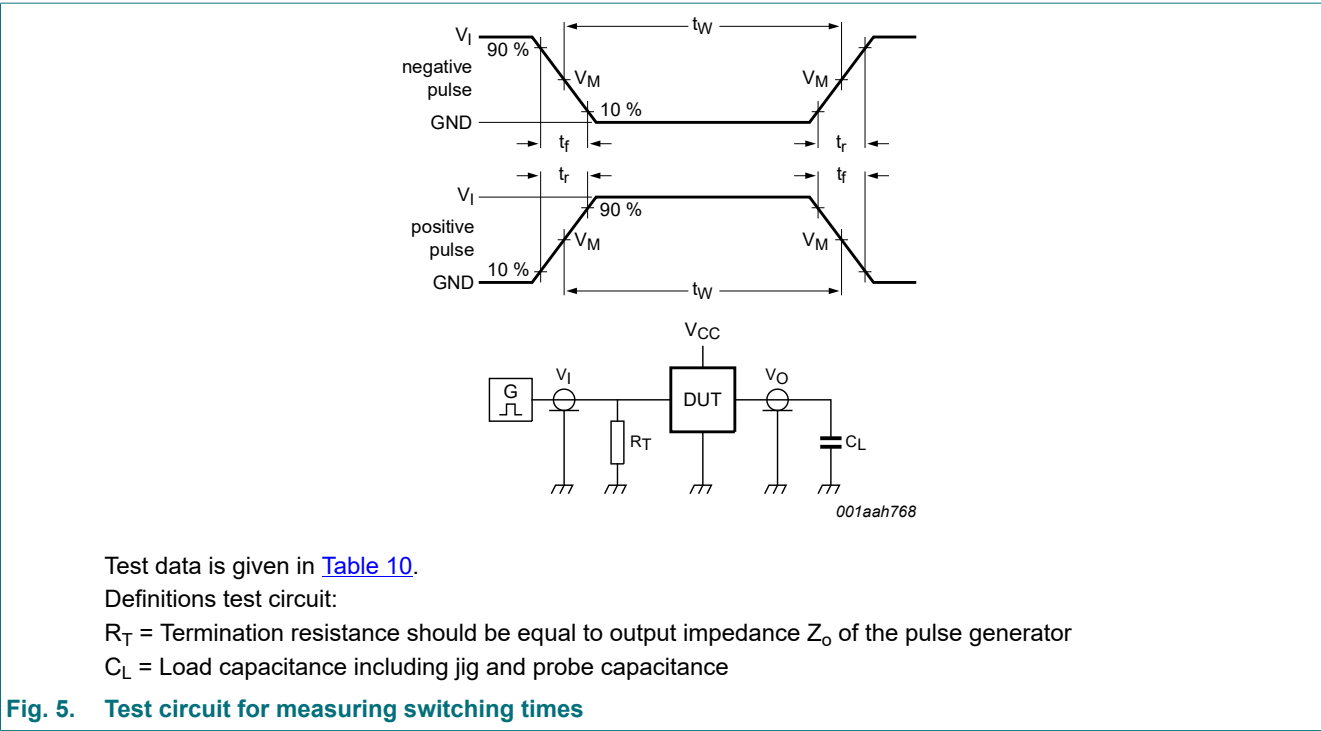 V_I
90 %
t_W
negative
pulse
V_M
V_M
10 %
GND
t_f
t_r
t_r
t_f
V_I
90 %
positive
pulse
V_M
V_M
10 %
GND
t_W
V_CC
V_I
V_O
G
DUT
R_T
C_L
001aah768
Test data is given in Table 10.
Definitions test circuit:
R_T = Termination resistance should be equal to output impedance Z_o of the pulse generator
C_L = Load capacitance including jig and probe capacitance
Fig. 5. Test circuit for measuring switching times